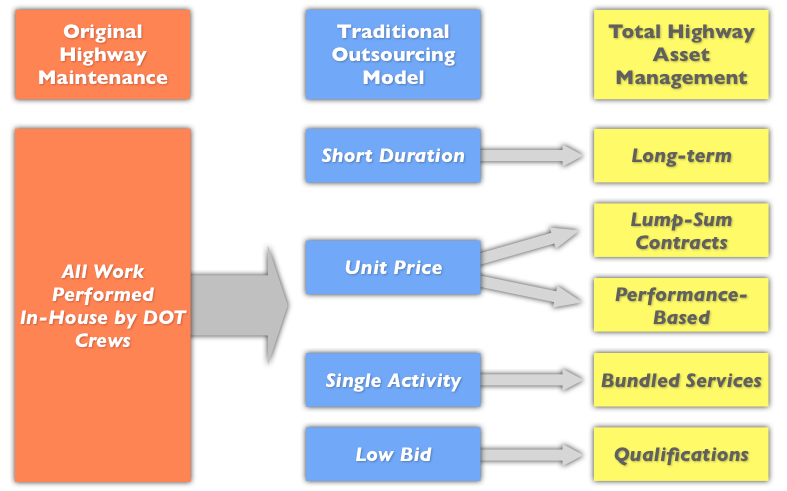 Original
Highway
Maintenance
Traditional
Outsourcing
Model
Total Highway
Asset
Management
All Work
Performed
In-House by DOT
Crews
Short Duration
Long-term
Unit Price
Lump-Sum
Contracts
Performance-
Based
Single Activity
Bundled Services
Low Bid
Qualifications